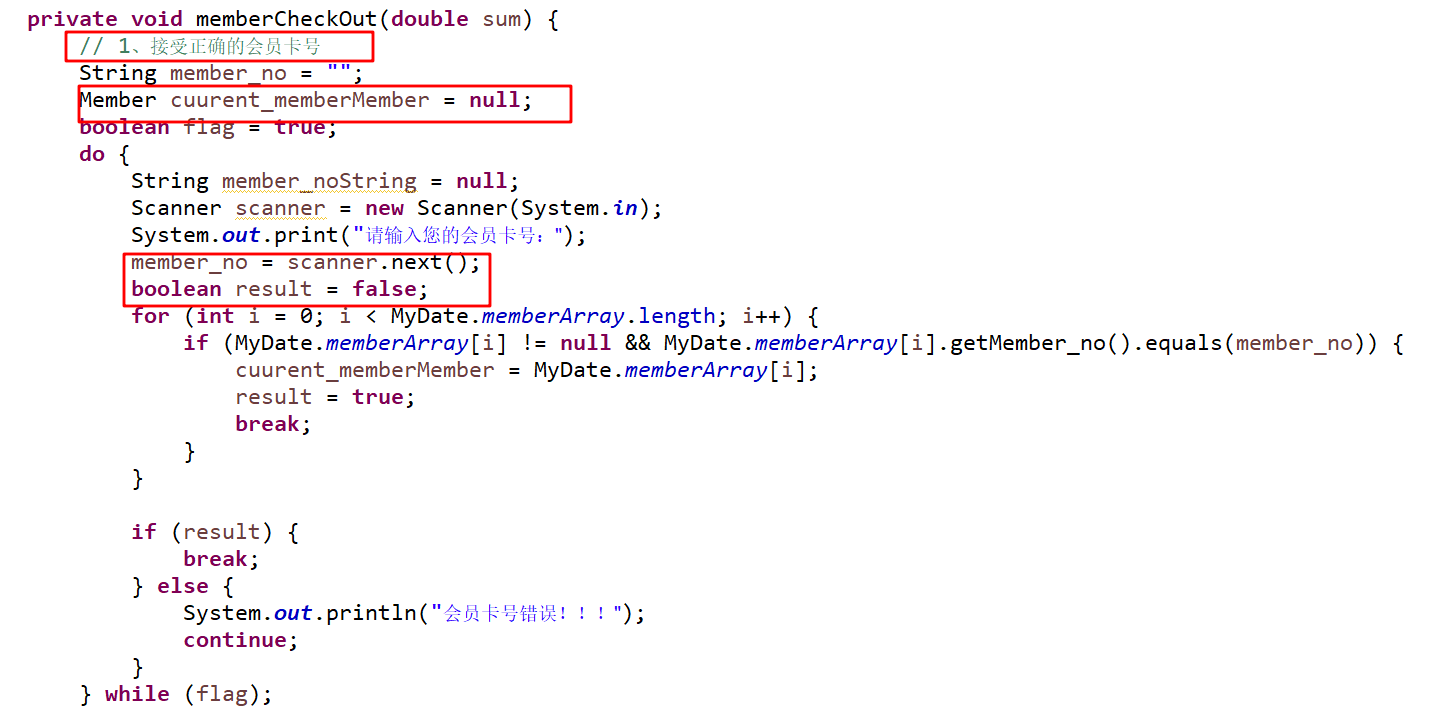 private void memberCheckOut(double sum) {
// 1、接受正确的会员卡号
String member_no = "";
Member cuurent_memberMember = null;
boolean flag = true;
do {
String member_noString = null;
Scanner scanner = new Scanner(System.in);
System.out.print("请输入您的会员卡号：");
member_no = scanner.next();
boolean result = false;
for (int i = 0; i < MyDate.memberArray.length; i++) {
if (MyDate.memberArray[i] != null && MyDate.memberArray[i].getMember_no().equals(member_no)) {
cuurent_memberMember = MyDate.memberArray[i];
result = true;
break;
}
}
if (result) {
break;
} else {
System.out.println("会员卡号错误！！！");
continue;
}
} while (flag);